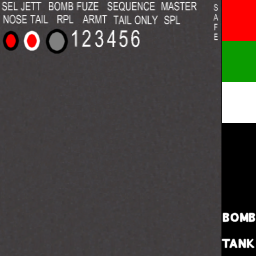 SEL JETT BOMB FUZE SEQUENCE MASTER
NOSE TAIL RPL ARMT TAIL ONLY SPL
123456
SAFE
BOMB
TANK